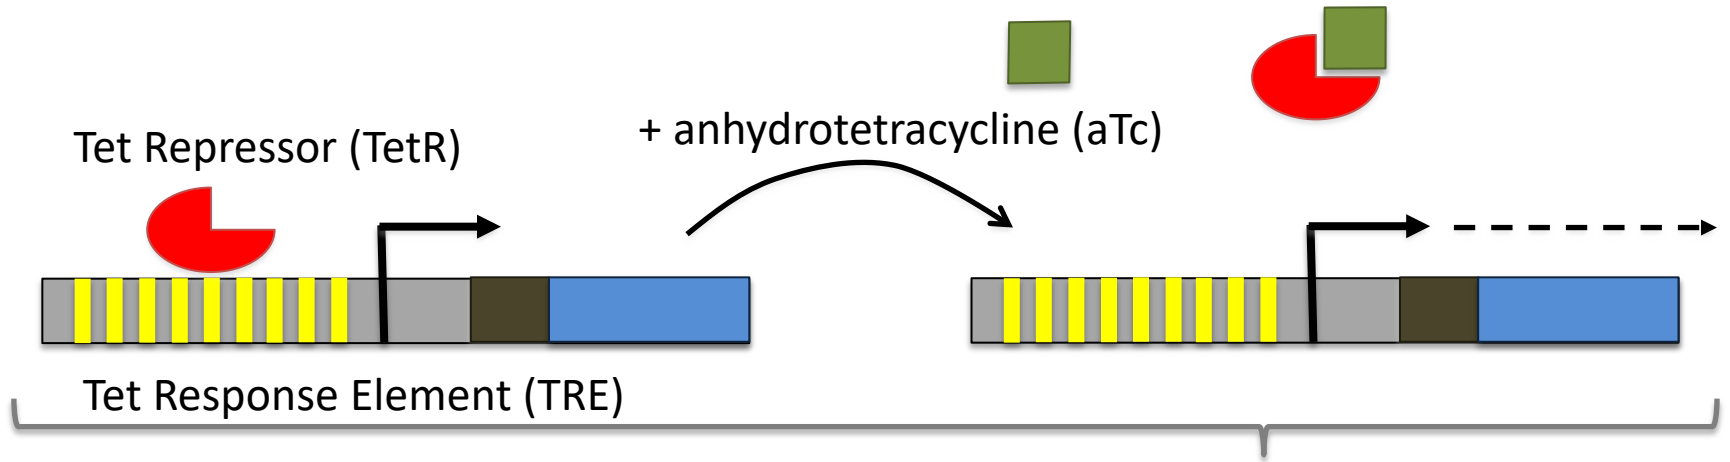 Tet Repressor (TetR)
+ anhydrotetracycline (aTc)
Tet Response Element (TRE)